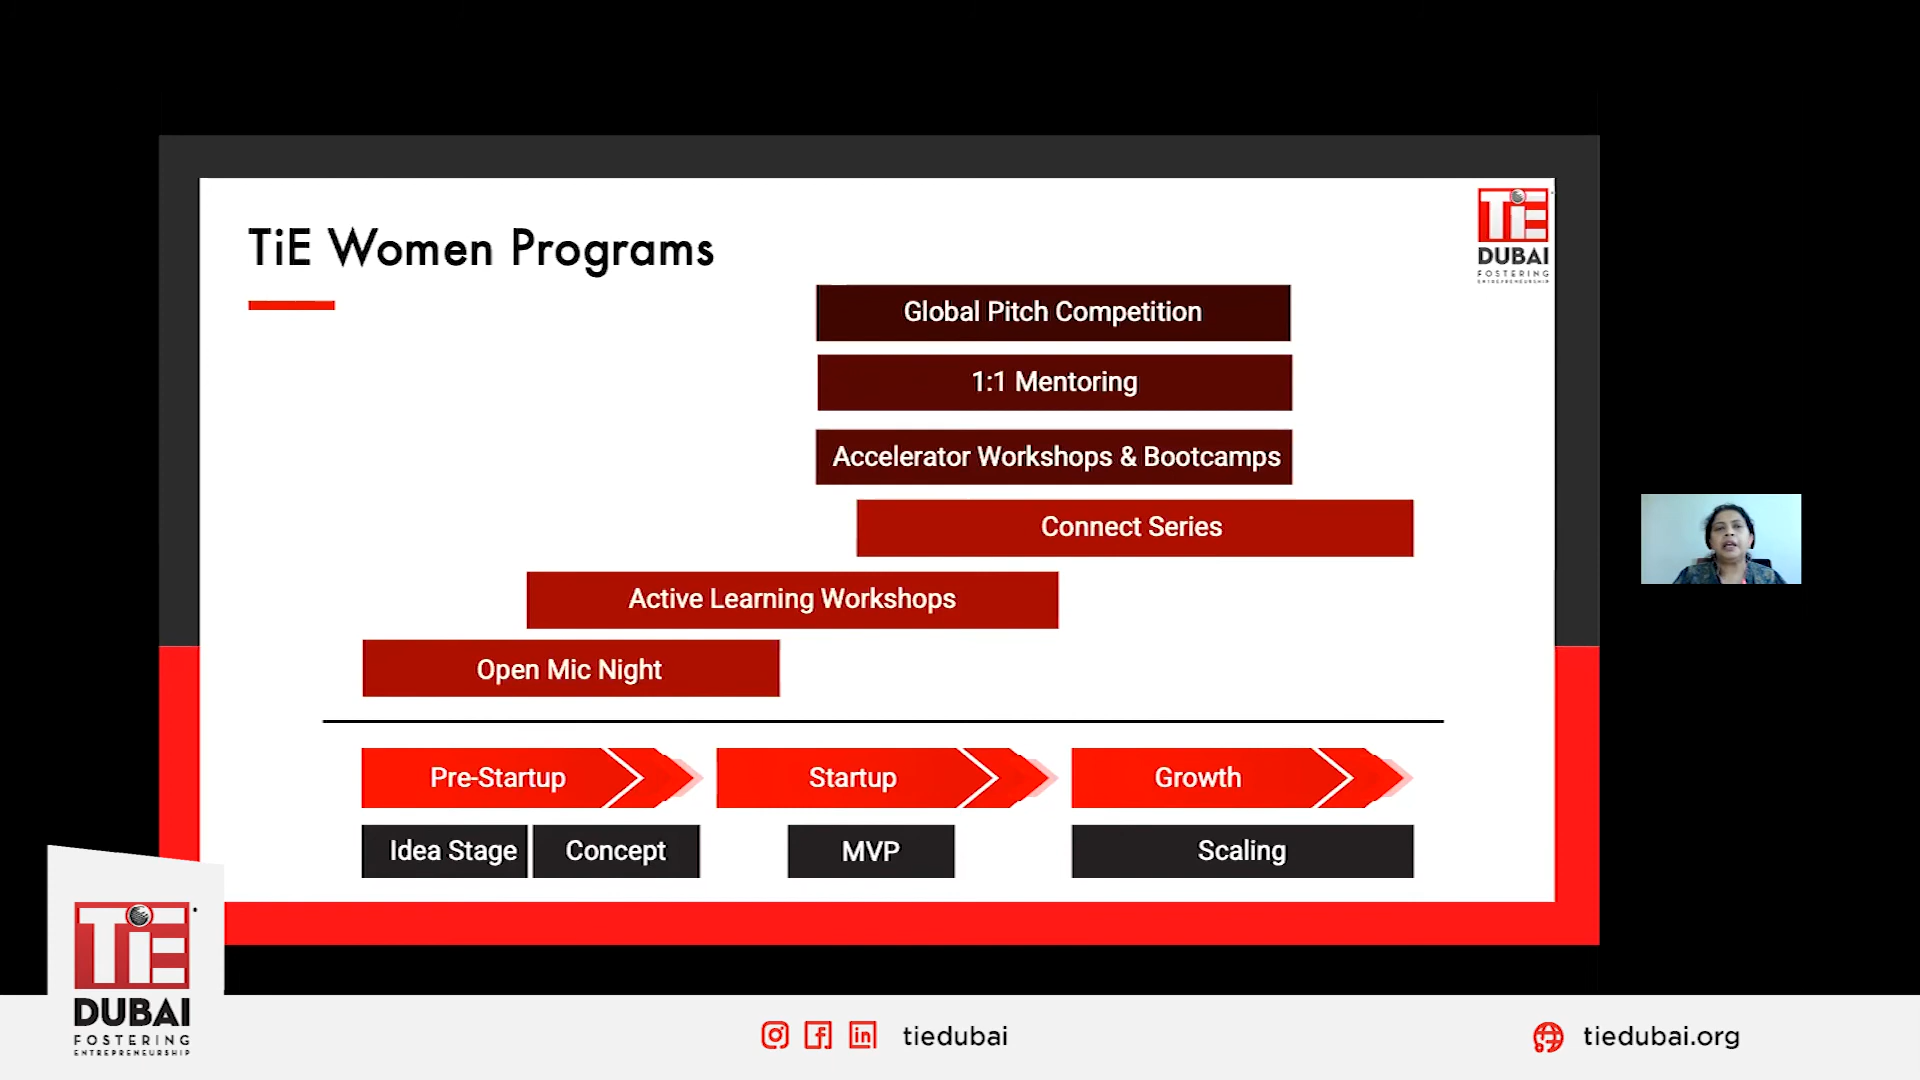 TiE Women Programs
TiE
DUBAI
FOSTERING
ENTREPRENEURSHIP
Global Pitch Competition
1:1 Mentoring
Accelerator Workshops & Bootcamps
Connect Series
Active Learning Workshops
Open Mic Night
Pre-Startup
Startup
Growth
Idea Stage
Concept
MVP
Scaling
TiE
DUBAI
FOSTERING
ENTREPRENEURSHIP
tiedubai
tiedubai.org